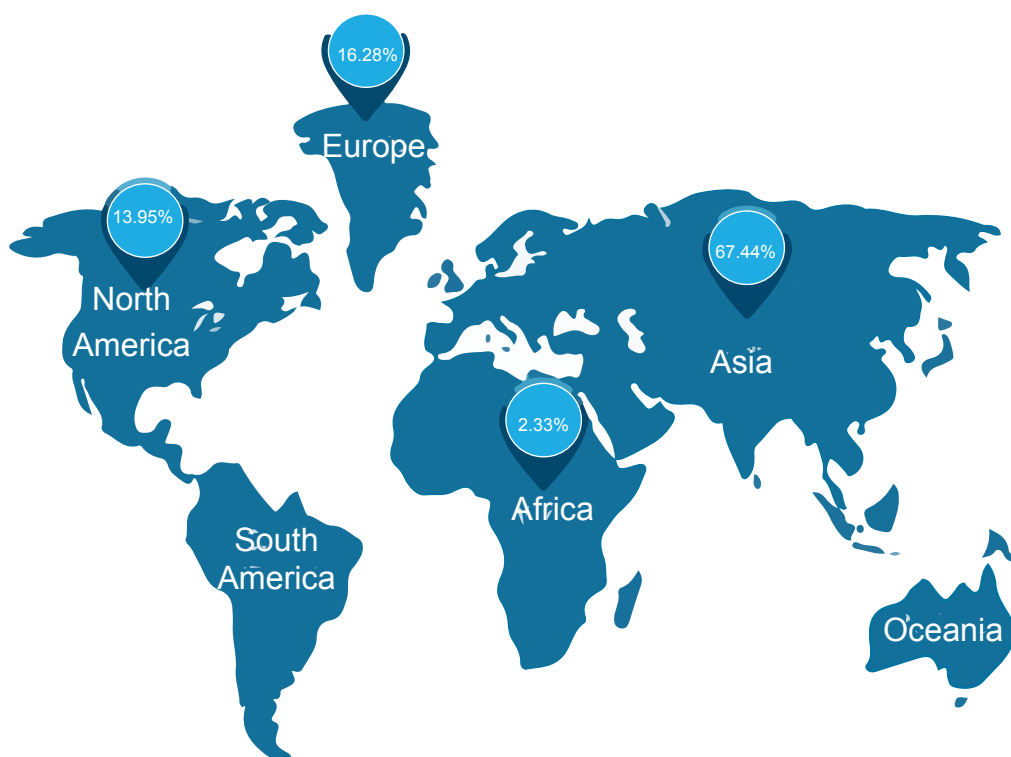 16.28%
Europe
13.95%
North
America
67.44%
Asia
2.33%
Africa
South
America
Oceania